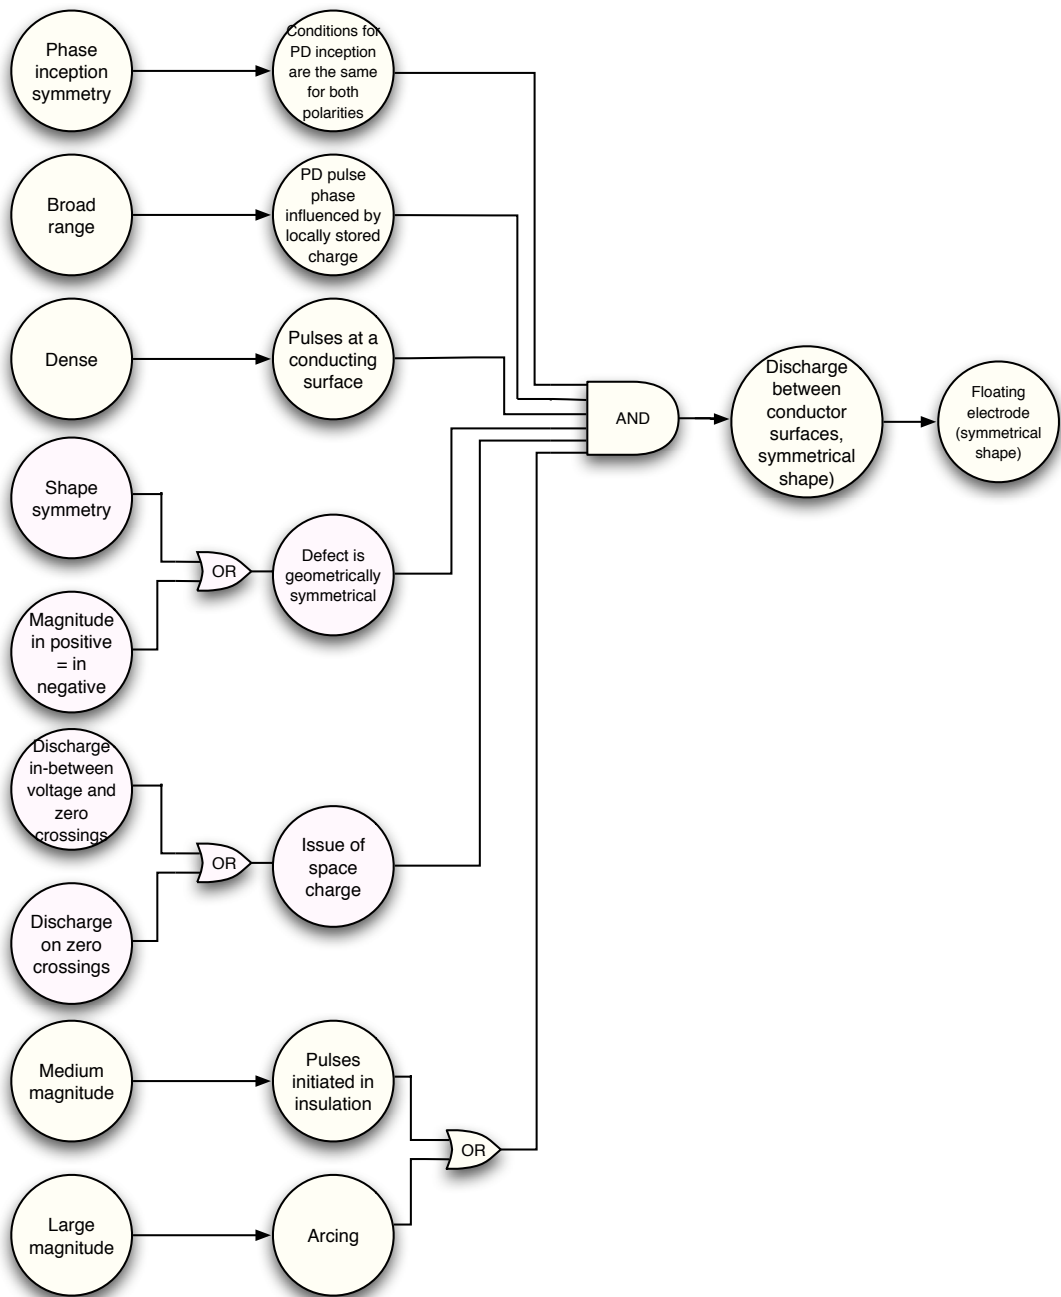 Phase
inception
symmetry
Conditions for
PD inception
are the same
for both
polarities
Broad
range
PD pulse
phase
influenced by
locally stored
charge
Dense
Pulses at a
conducting
surface
AND
Discharge
between
conductor
surfaces,
symmetrical
shape)
Floating
electrode
(symmetrical
shape)
Shape
symmetry
OR
Defect is
geometrically
symmetrical
Magnitude
in positive
= in
negative
Discharge
in-between
voltage and
zero
crossings
OR
Issue of
space
charge
Discharge
on zero
crossings
Medium
magnitude
Pulses
initiated in
insulation
OR
Large
magnitude
Arcing